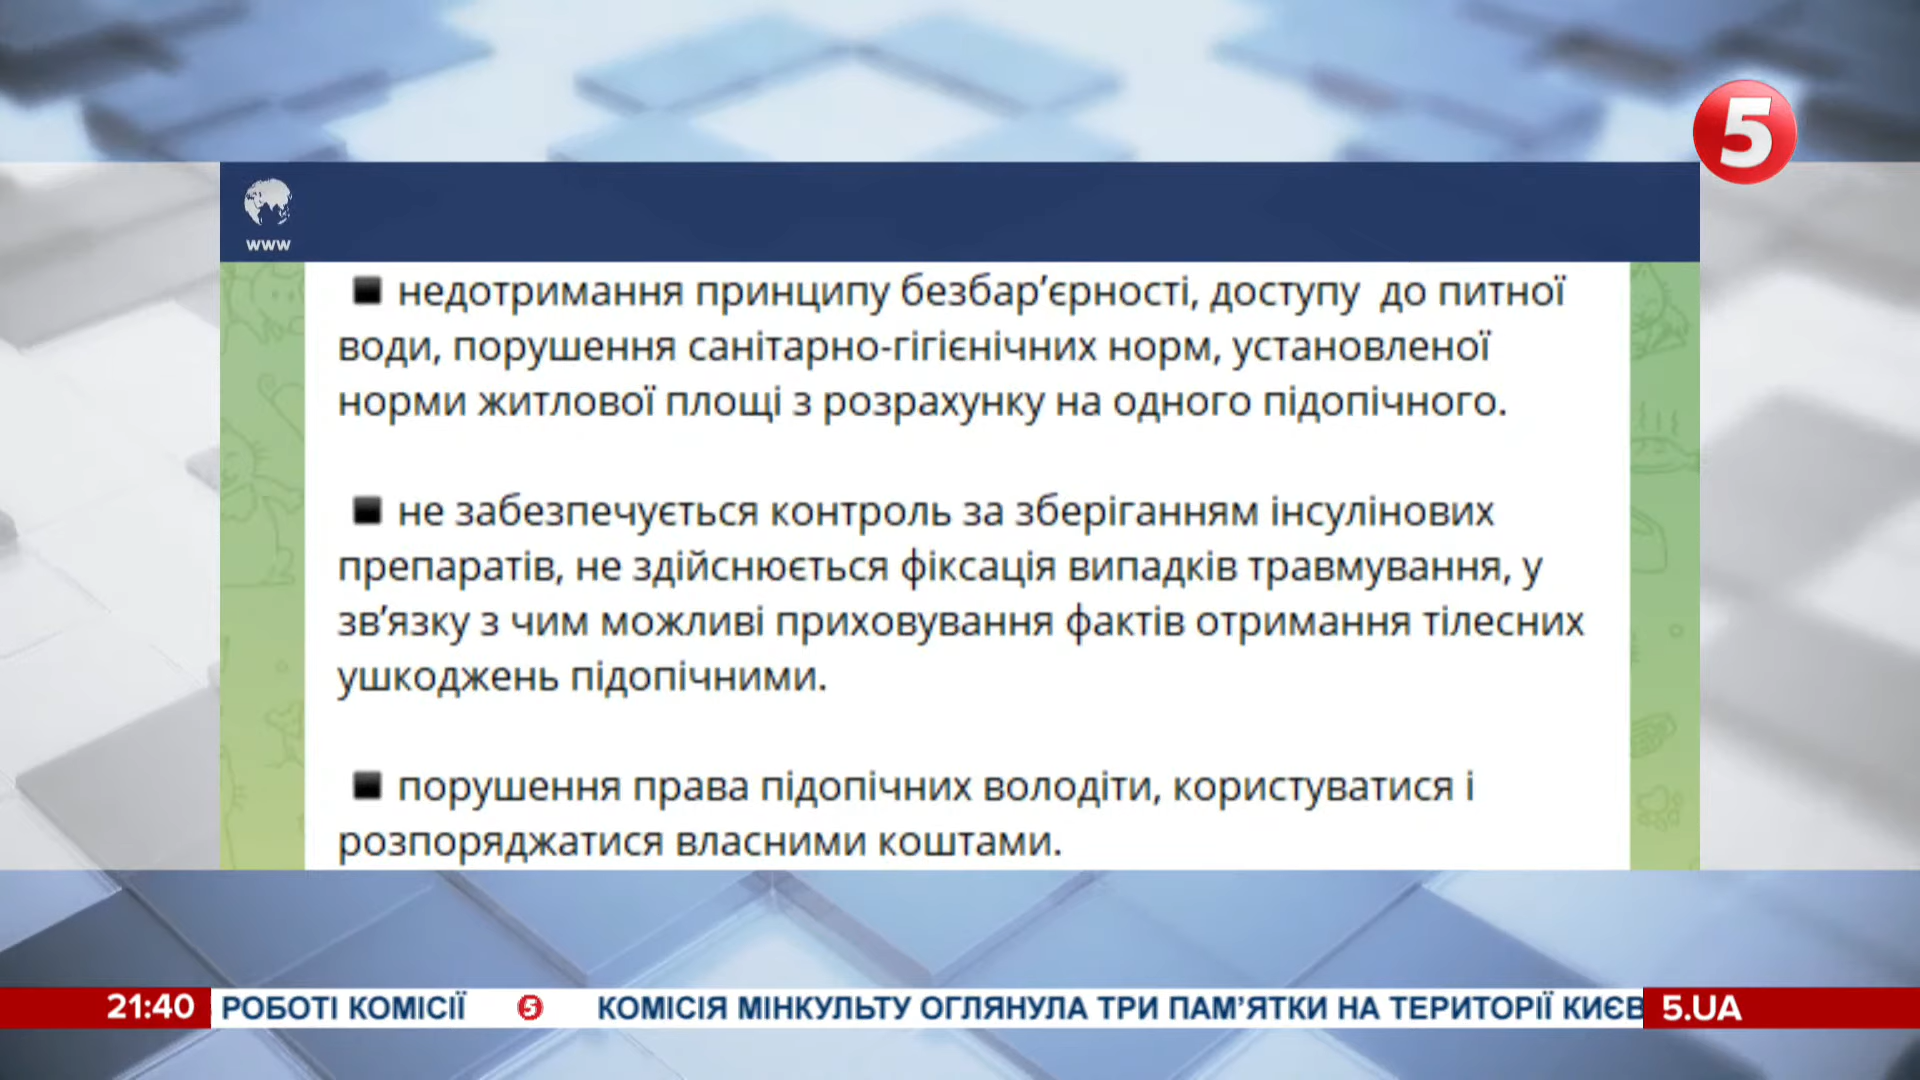 5
www
▪ недотримання принципу безбар’єрності, доступу до питної
води, порушення санітарно-гігієнічних норм, установленої
норми житлової площі з розрахунку на одного підопічного.
▪ не забезпечується контроль за зберіганням інсулінових
препаратів, не здійснюється фіксація випадків травмування, у
зв’язку з чим можливі приховування фактів отримання тілесних
ушкоджень підопічними.
▪ порушення права підопічних володіти, користуватися і
розпоряджатися власними коштами.
21:40 РОБОТІ КОМІСІЇ 5 КОМІСІЯ МІНКУЛЬТУ ОГЛЯНУЛА ТРИ ПАМ’ЯТКИ НА ТЕРИТОРІЇ КИЄВ 5.UA